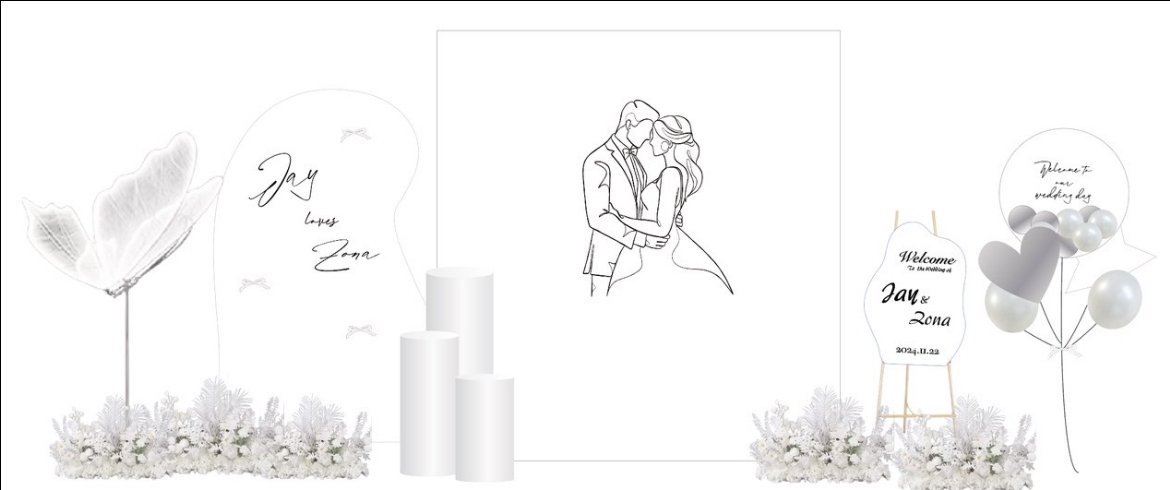 Jay
loves
Zona
Welcome
To the Wedding of
Jay &
Zona
2024.11.22
Welcome to
our
wedding day